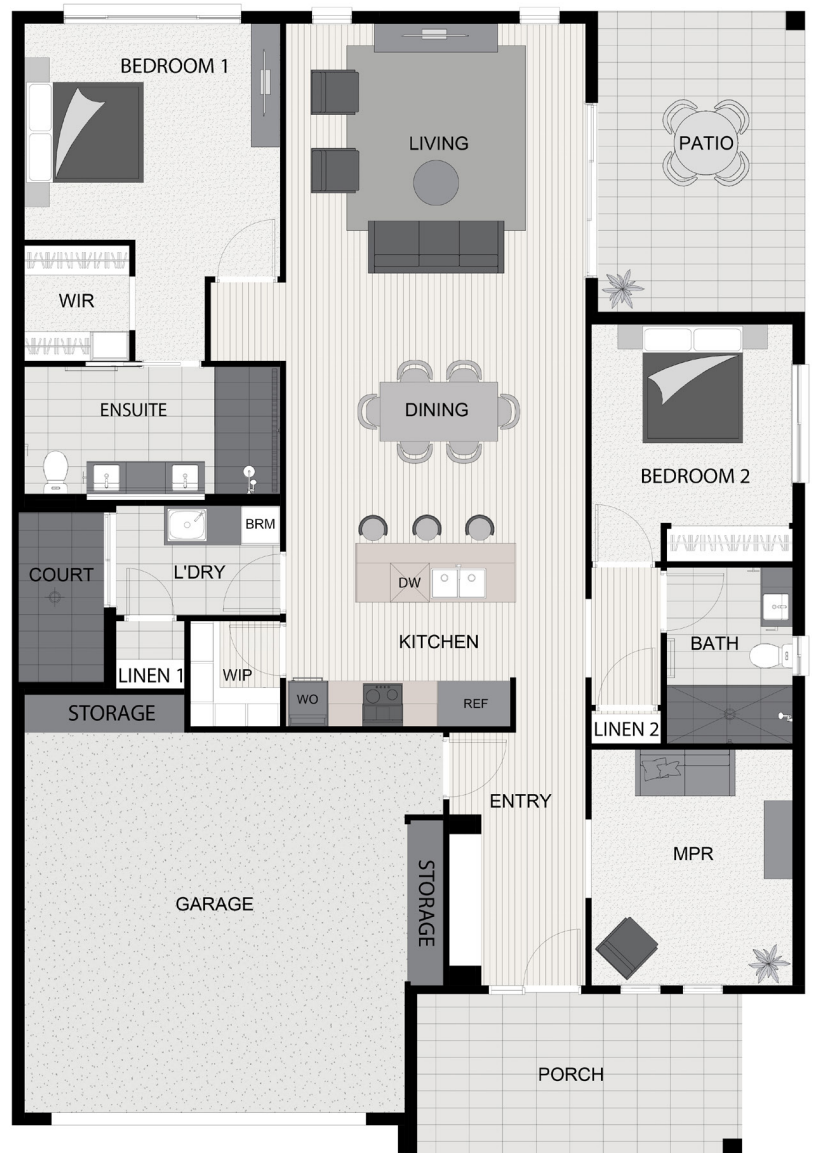 BEDROOM 1
LIVING
PATIO
WIR
ENSUITE
DINING
BEDROOM 2
BRM
COURT
L'DRY
DW
KITCHEN
BATH
LINEN 1
WIP
WO
REF
STORAGE
LINEN 2
ENTRY
MPR
GARAGE
STORAGE
PORCH